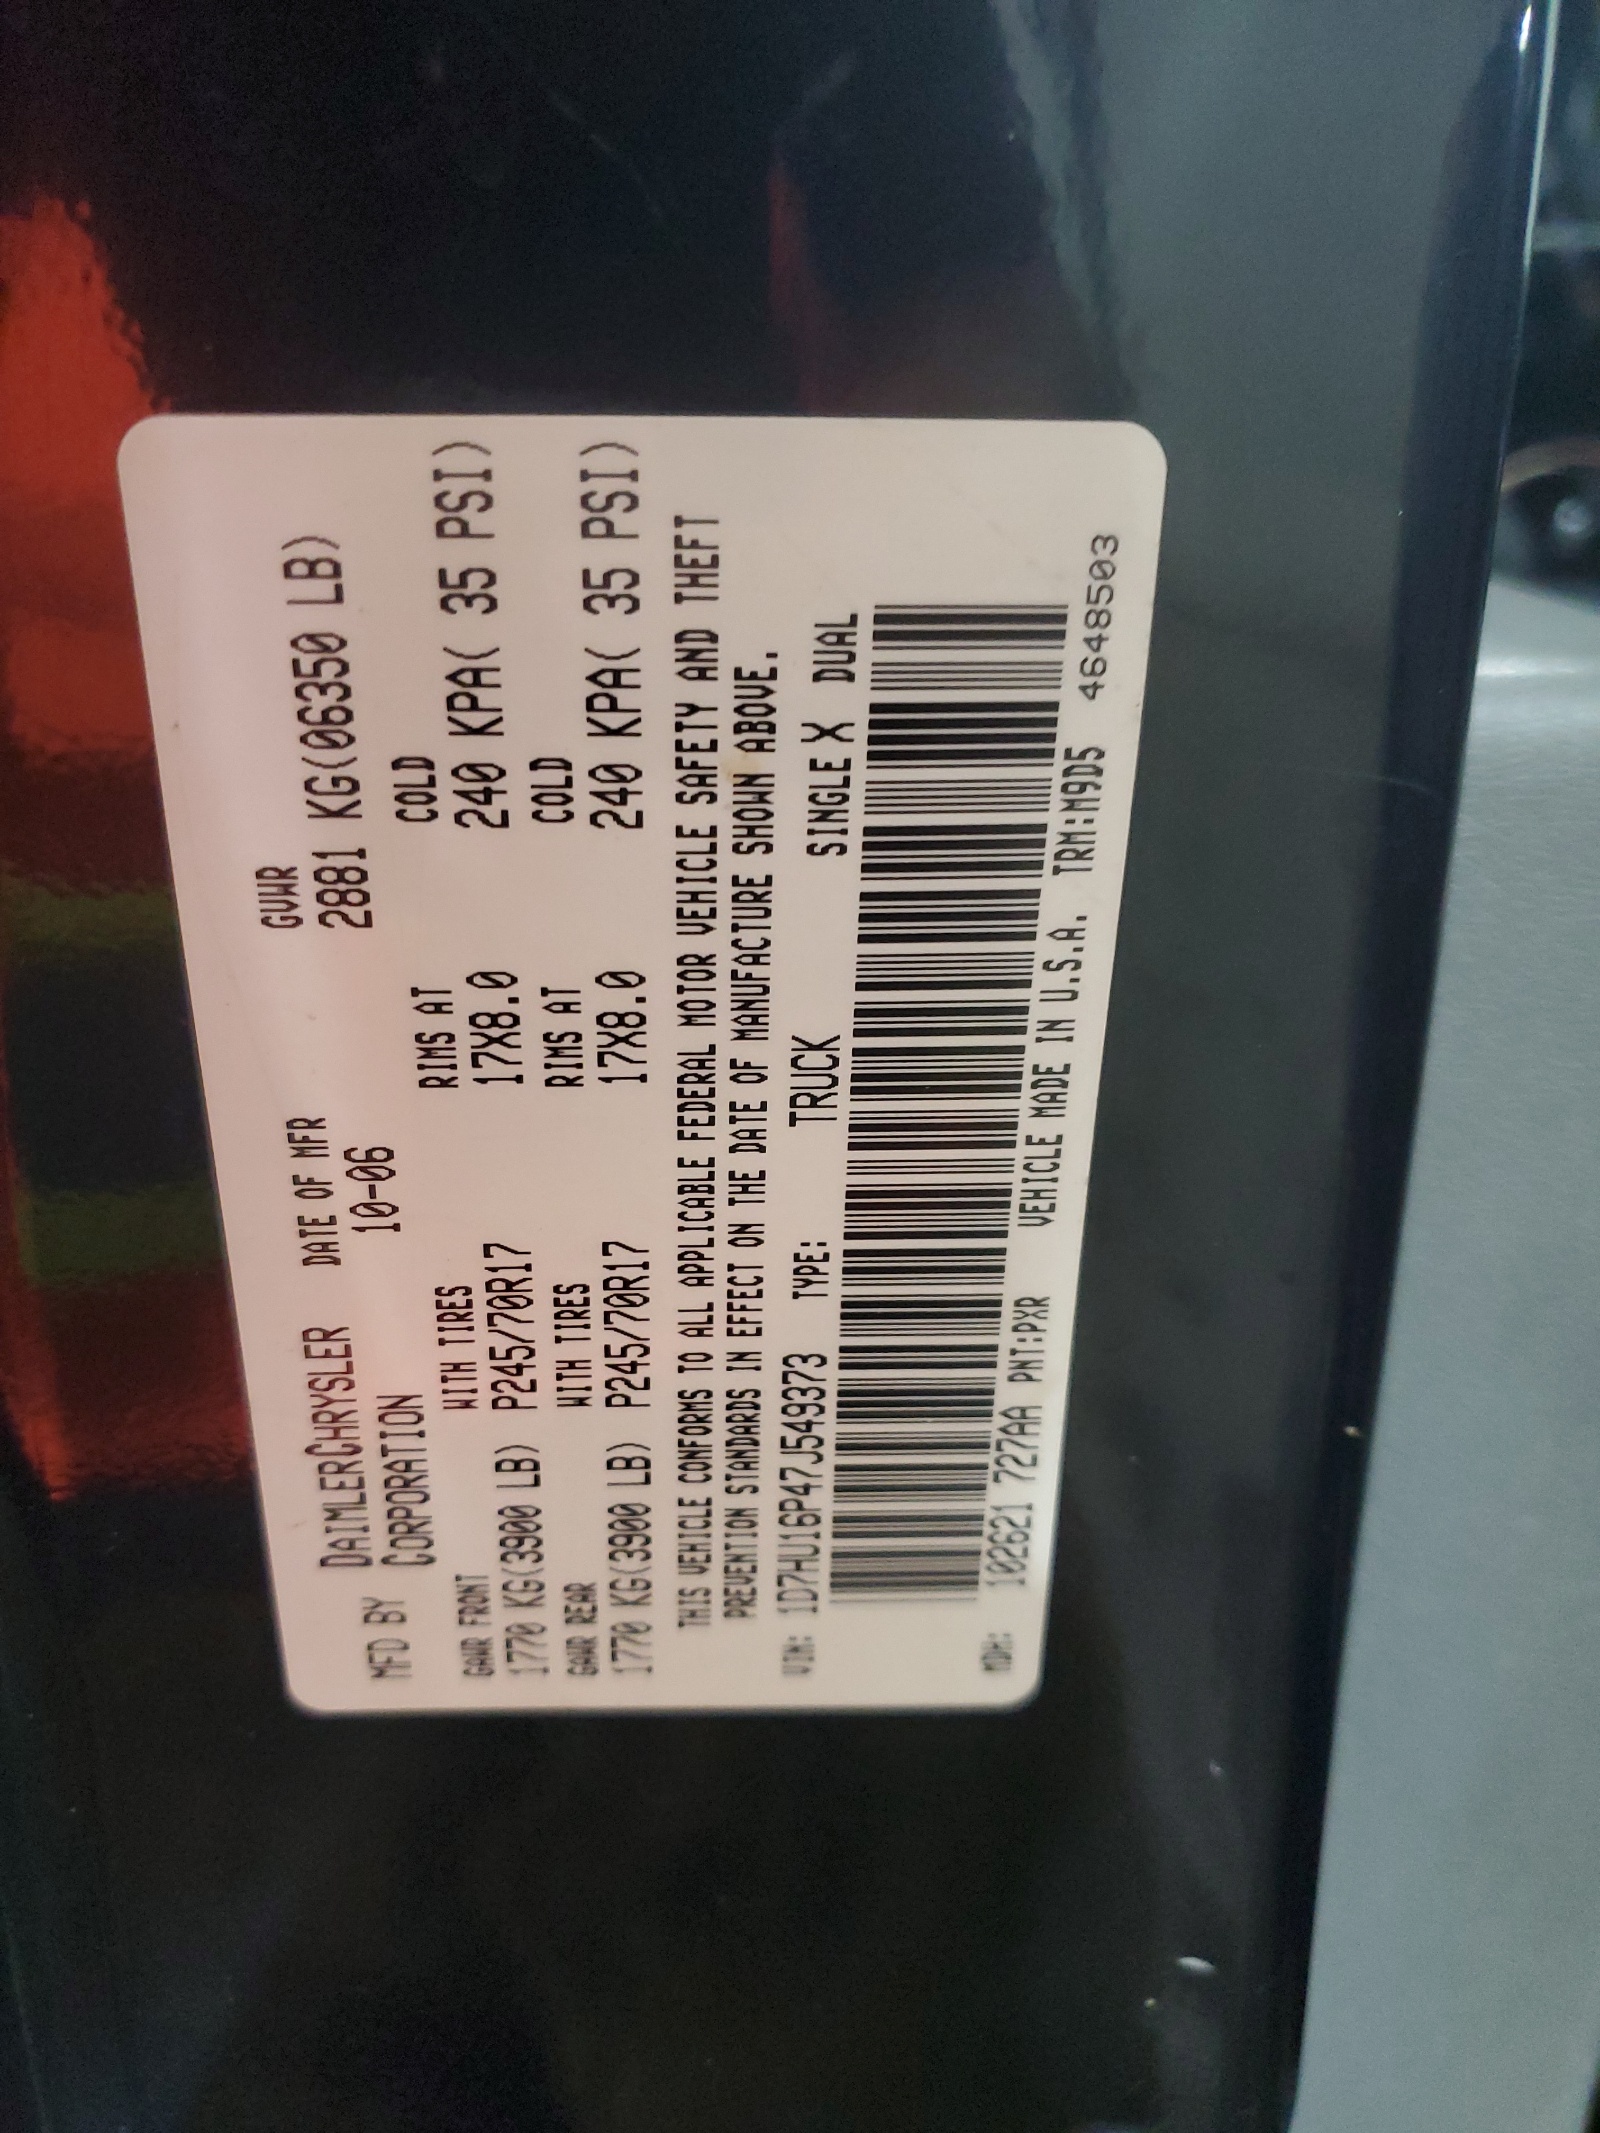 MFD BY DAIMLERCHRYSLER CORPORATION DATE OF MFR 10-06 GVWR 2881 KG(06350 LB)
GAWR FRONT WITH TIRES RIMS AT COLD
1770 KG(3900 LB) P245/70R17 17X8.0 240 KPA( 35 PSI)
GAWR REAR WITH TIRES RIMS AT COLD
1770 KG(3900 LB) P245/70R17 17X8.0 240 KPA( 35 PSI)
THIS VEHICLE CONFORMS TO ALL APPLICABLE FEDERAL MOTOR VEHICLE SAFETY AND THEFT
PREVENTION STANDARDS IN EFFECT ON THE DATE OF MANUFACTURE SHOWN ABOVE.
VIN: 1D7HU16P47J549373 TYPE: TRUCK SINGLE X DUAL
MDH: 102621 727AA PNT:PXR VEHICLE MADE IN U.S.A. TRM:M9D5 4648503